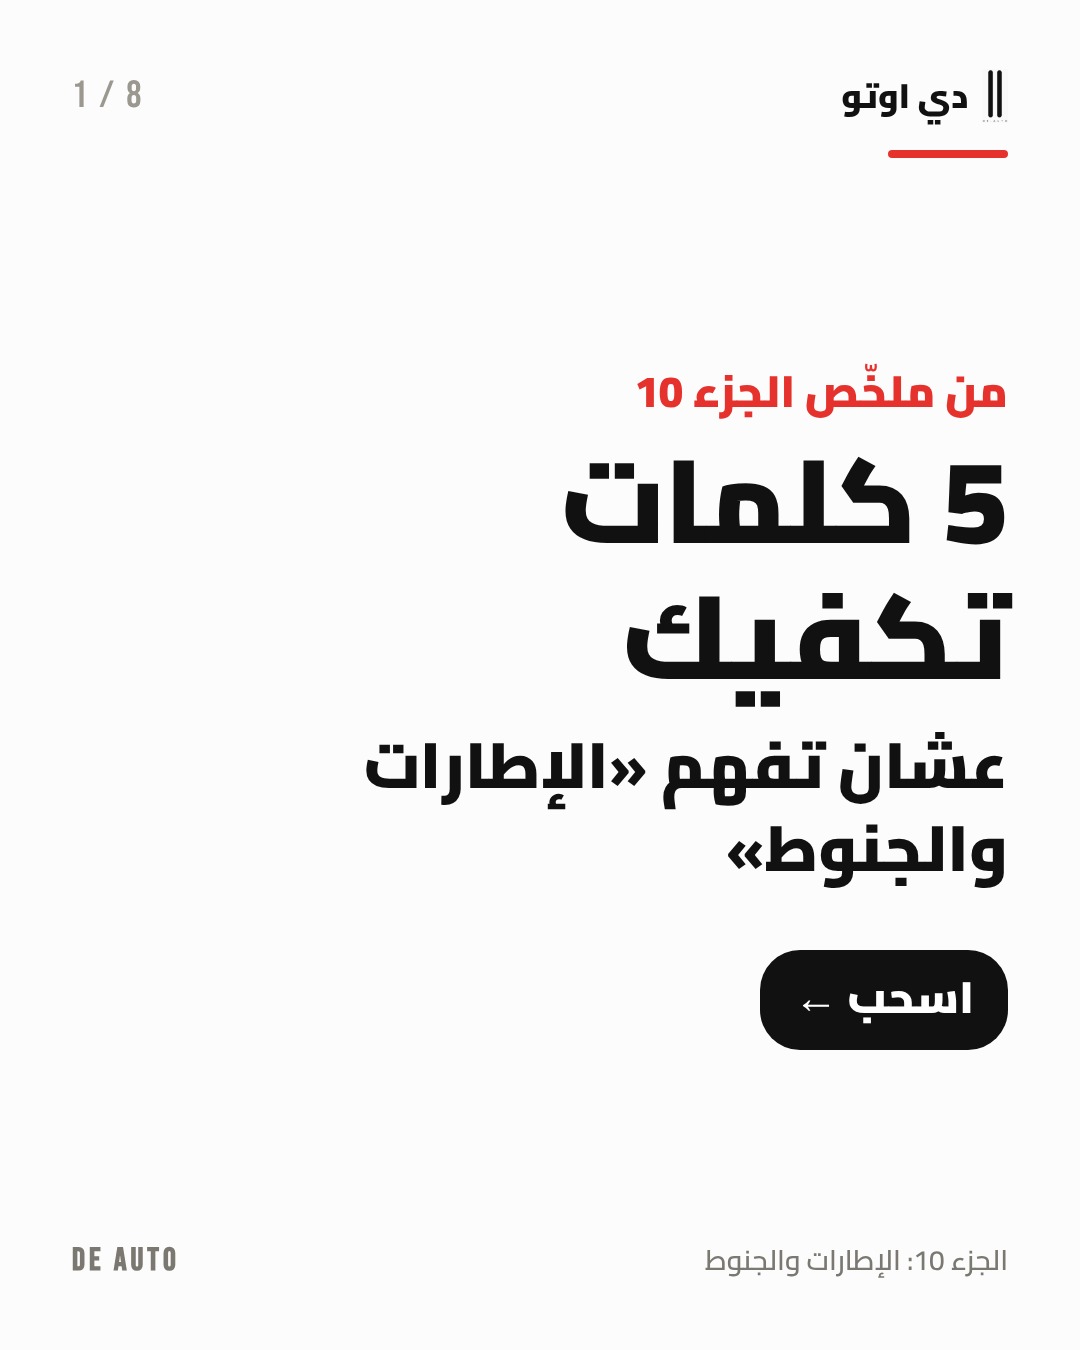 دي اوتو
1 / 8
من ملخّص الجزء 10
5 كلمات
تكفيك
عشان تفهم «الإطارات
والجنوط»
اسحب ←
الجزء 10: الإطارات والجنوط
DE AUTO